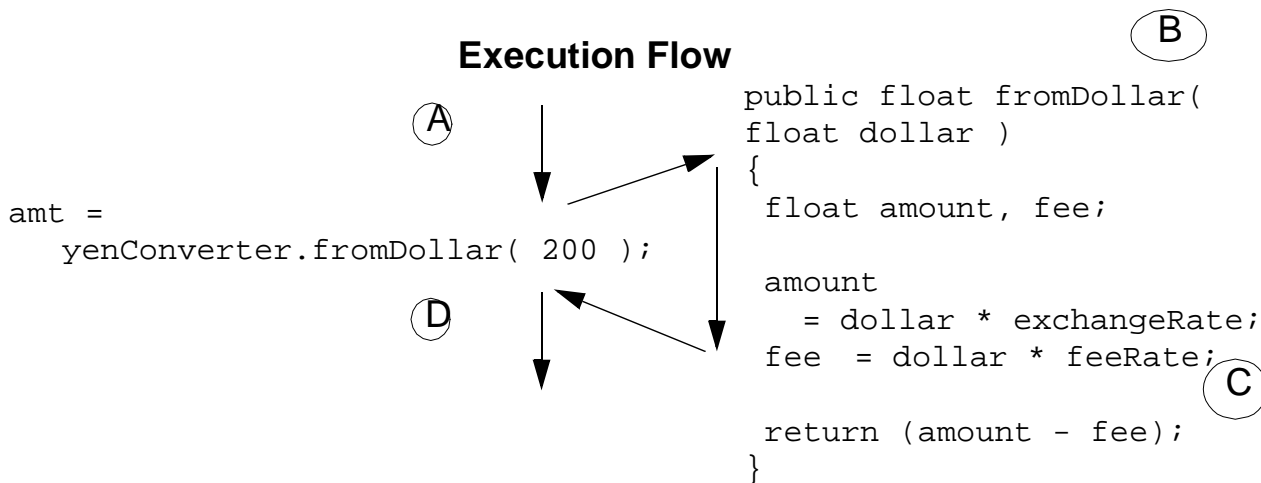 Execution Flow
A
amt =
yenConverter.fromDollar( 200 );
D
B
public float fromDollar(
float dollar )
{
float amount, fee;
amount
= dollar * exchangeRate;
fee  = dollar * feeRate;
C
return (amount - fee);
}